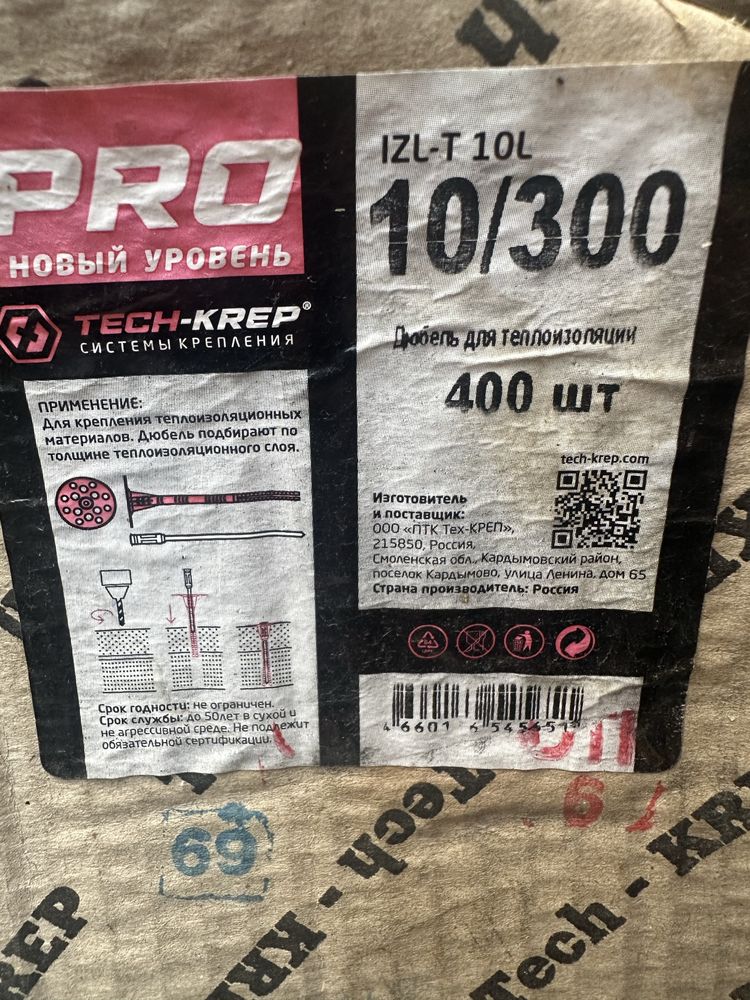 PRO
НОВЫЙ УРОВЕНЬ
TECH-KREP®
СИСТЕМЫ КРЕПЛЕНИЯ
ПРИМЕНЕНИЕ:
Для крепления теплоизоляционных
материалов. Дюбель подбирают по
толщине теплоизоляционного слоя.
Срок годности: не ограничен.
Срок службы: до 50лет в сухой и
не агрессивной среде. Не подлежит
обязательной сертификации.
IZL-T 10L
10/300
Дюбель для теплоизоляции
400 шт
tech-krep.com
Изготовитель
и поставщик:
ООО «ПТК Тех-КРЕП»,
215850, Россия,
Смоленская обл., Кардымовский район,
поселок Кардымово, улица Ленина, дом 65
Страна производитель: Россия
69
Tech - KREP
Tech - KREP